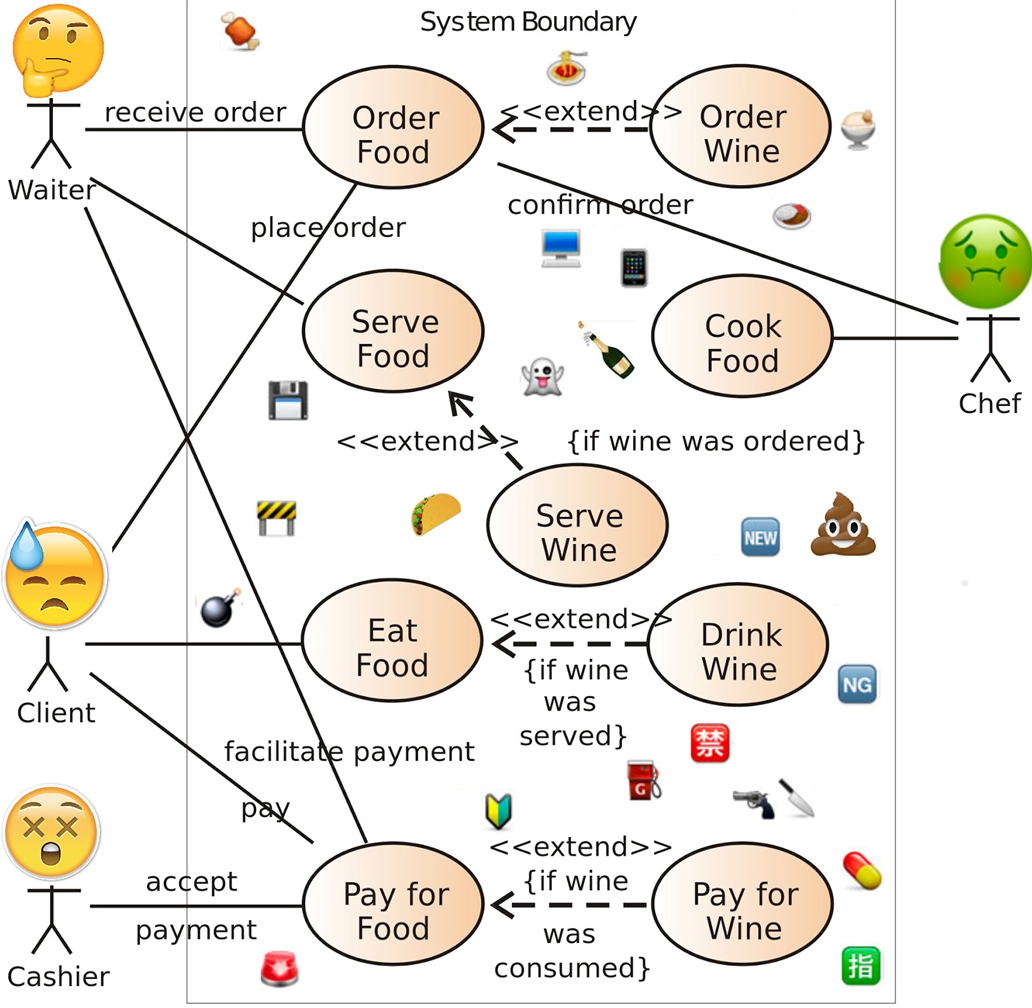 System Boundary
receive order
Order
Food
<<extend>>
Order
Wine
Waiter
confirm order
place order
Serve
Food
Cook
Food
Chef
<<extend>>
{if wine was ordered}
Serve
Wine
NEW
Eat
Food
<<extend>>
{if wine
was
served}
Drink
Wine
NG
Client
禁
facilitate payment
G
pay
<<extend>>
{if wine
was
consumed}
accept
payment
Pay for
Food
Pay for
Wine
Cashier
指